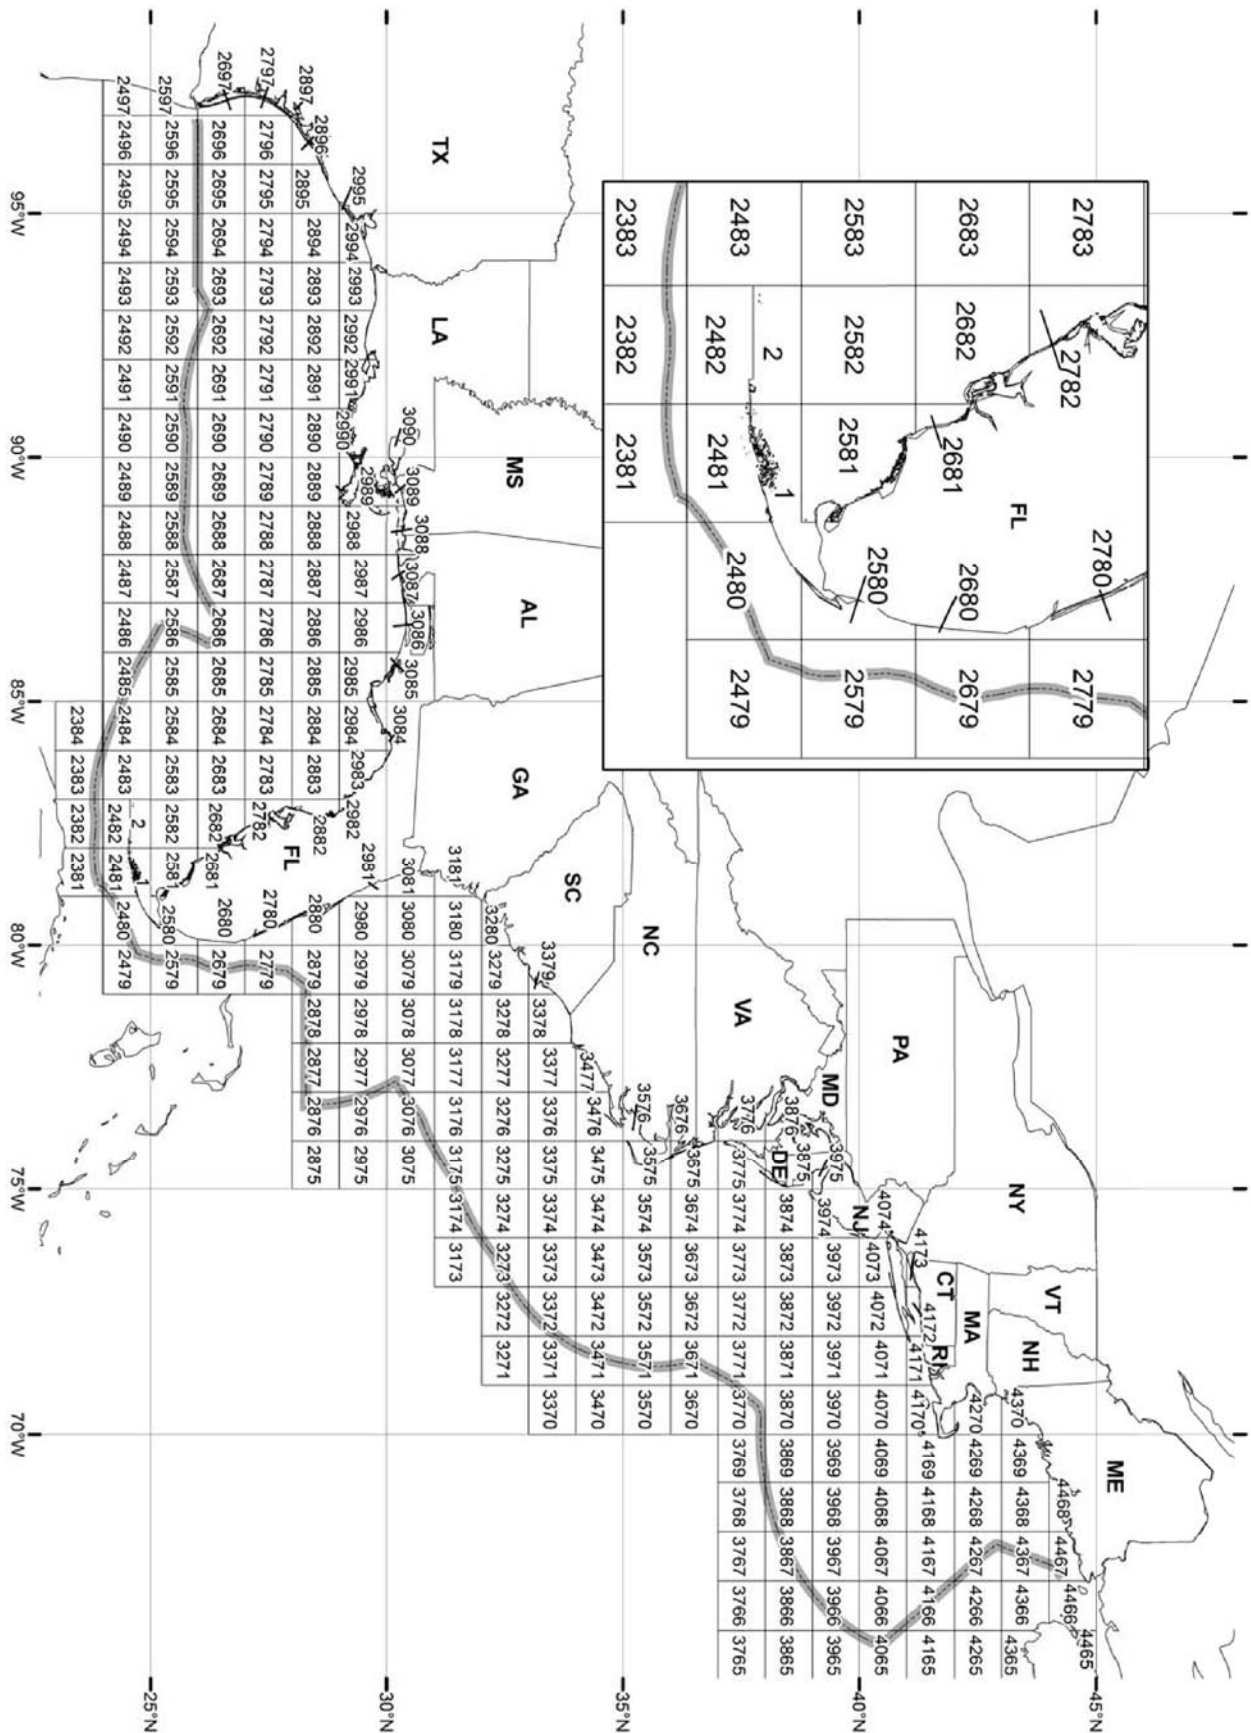 45°N
40°N
35°N
30°N
25°N
ME
VT
NH
NY
MA
CT
RI
PA
NJ
MD
DE
VA
NC
SC
TX
LA
MS
AL
GA
FL
4468 4467 4466 4465
4370 4369 4368 4367 4366 4365
4270 4269 4268 4267 4266 4265
4173 4172 4171 4170 4169 4168 4167 4166 4165
4074 4073 4072 4071 4070 4069 4068 4067 4066 4065
3975 3974 3973 3972 3971 3970 3969 3968 3967 3966 3965
3876 3875 3874 3873 3872 3871 3870 3869 3868 3867 3866 3865
3776 3775 3774 3773 3772 3771 3770 3769 3768 3767 3766 3765
3676 3675 3674 3673 3672 3671 3670
3576 3575 3574 3573 3572 3571 3570
3477 3476 3475 3474 3473 3472 3471 3470
3379 3378 3377 3376 3375 3374 3373 3372 3371 3370
3280 3279 3278 3277 3276 3275 3274 3273 3272 3271
3181 3180 3179 3178 3177 3176 3175 3174 3173
3090 3089 3088 3087 3086 3085 3084 3081 3080 3079 3078 3077 3076 3075
2995 2994 2993 2992 2991 2990 2989 2988 2987 2986 2985 2984 2983 2982 2981 2980 2979 2978 2977 2976 2975
2897 2896 2895 2894 2893 2892 2891 2890 2889 2888 2887 2886 2885 2884 2883 2882 2880 2879 2878 2877 2876 2875
2797 2796 2795 2794 2793 2792 2791 2790 2789 2788 2787 2786 2785 2784 2783 2782 2780 2779
2697 2696 2695 2694 2693 2692 2691 2690 2689 2688 2687 2686 2685 2684 2683 2682 2681 2680 2679
2597 2596 2595 2594 2593 2592 2591 2590 2589 2588 2587 2586 2585 2584 2583 2582 2581 2580 2579
2 1
2497 2496 2495 2494 2493 2492 2491 2490 2489 2488 2487 2486 2485 2484 2483 2482 2481 2480 2479
2384 2383 2382 2381
95°W 90°W 85°W 80°W 75°W 70°W
2783 2782 2780 2779
FL
2683 2682 2681 2680 2679
2583 2582 2581 2580 2579
2 1
2483 2482 2481 2480 2479
2383 2382 2381